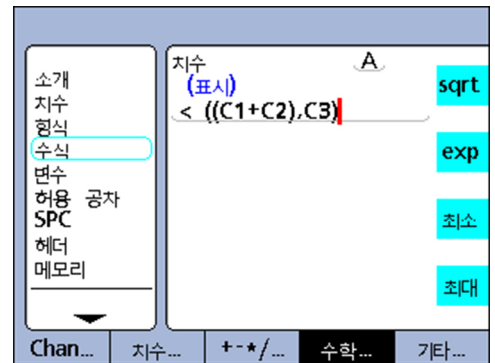 소개
치수
형식
수식
변수
허용 공차
SPC
헤더
메모리
치수
A
(표시)
< ((C1+C2),C3)
sqrt
exp
최소
최대
Chan... 치수... +-*/... 수학... 기타...